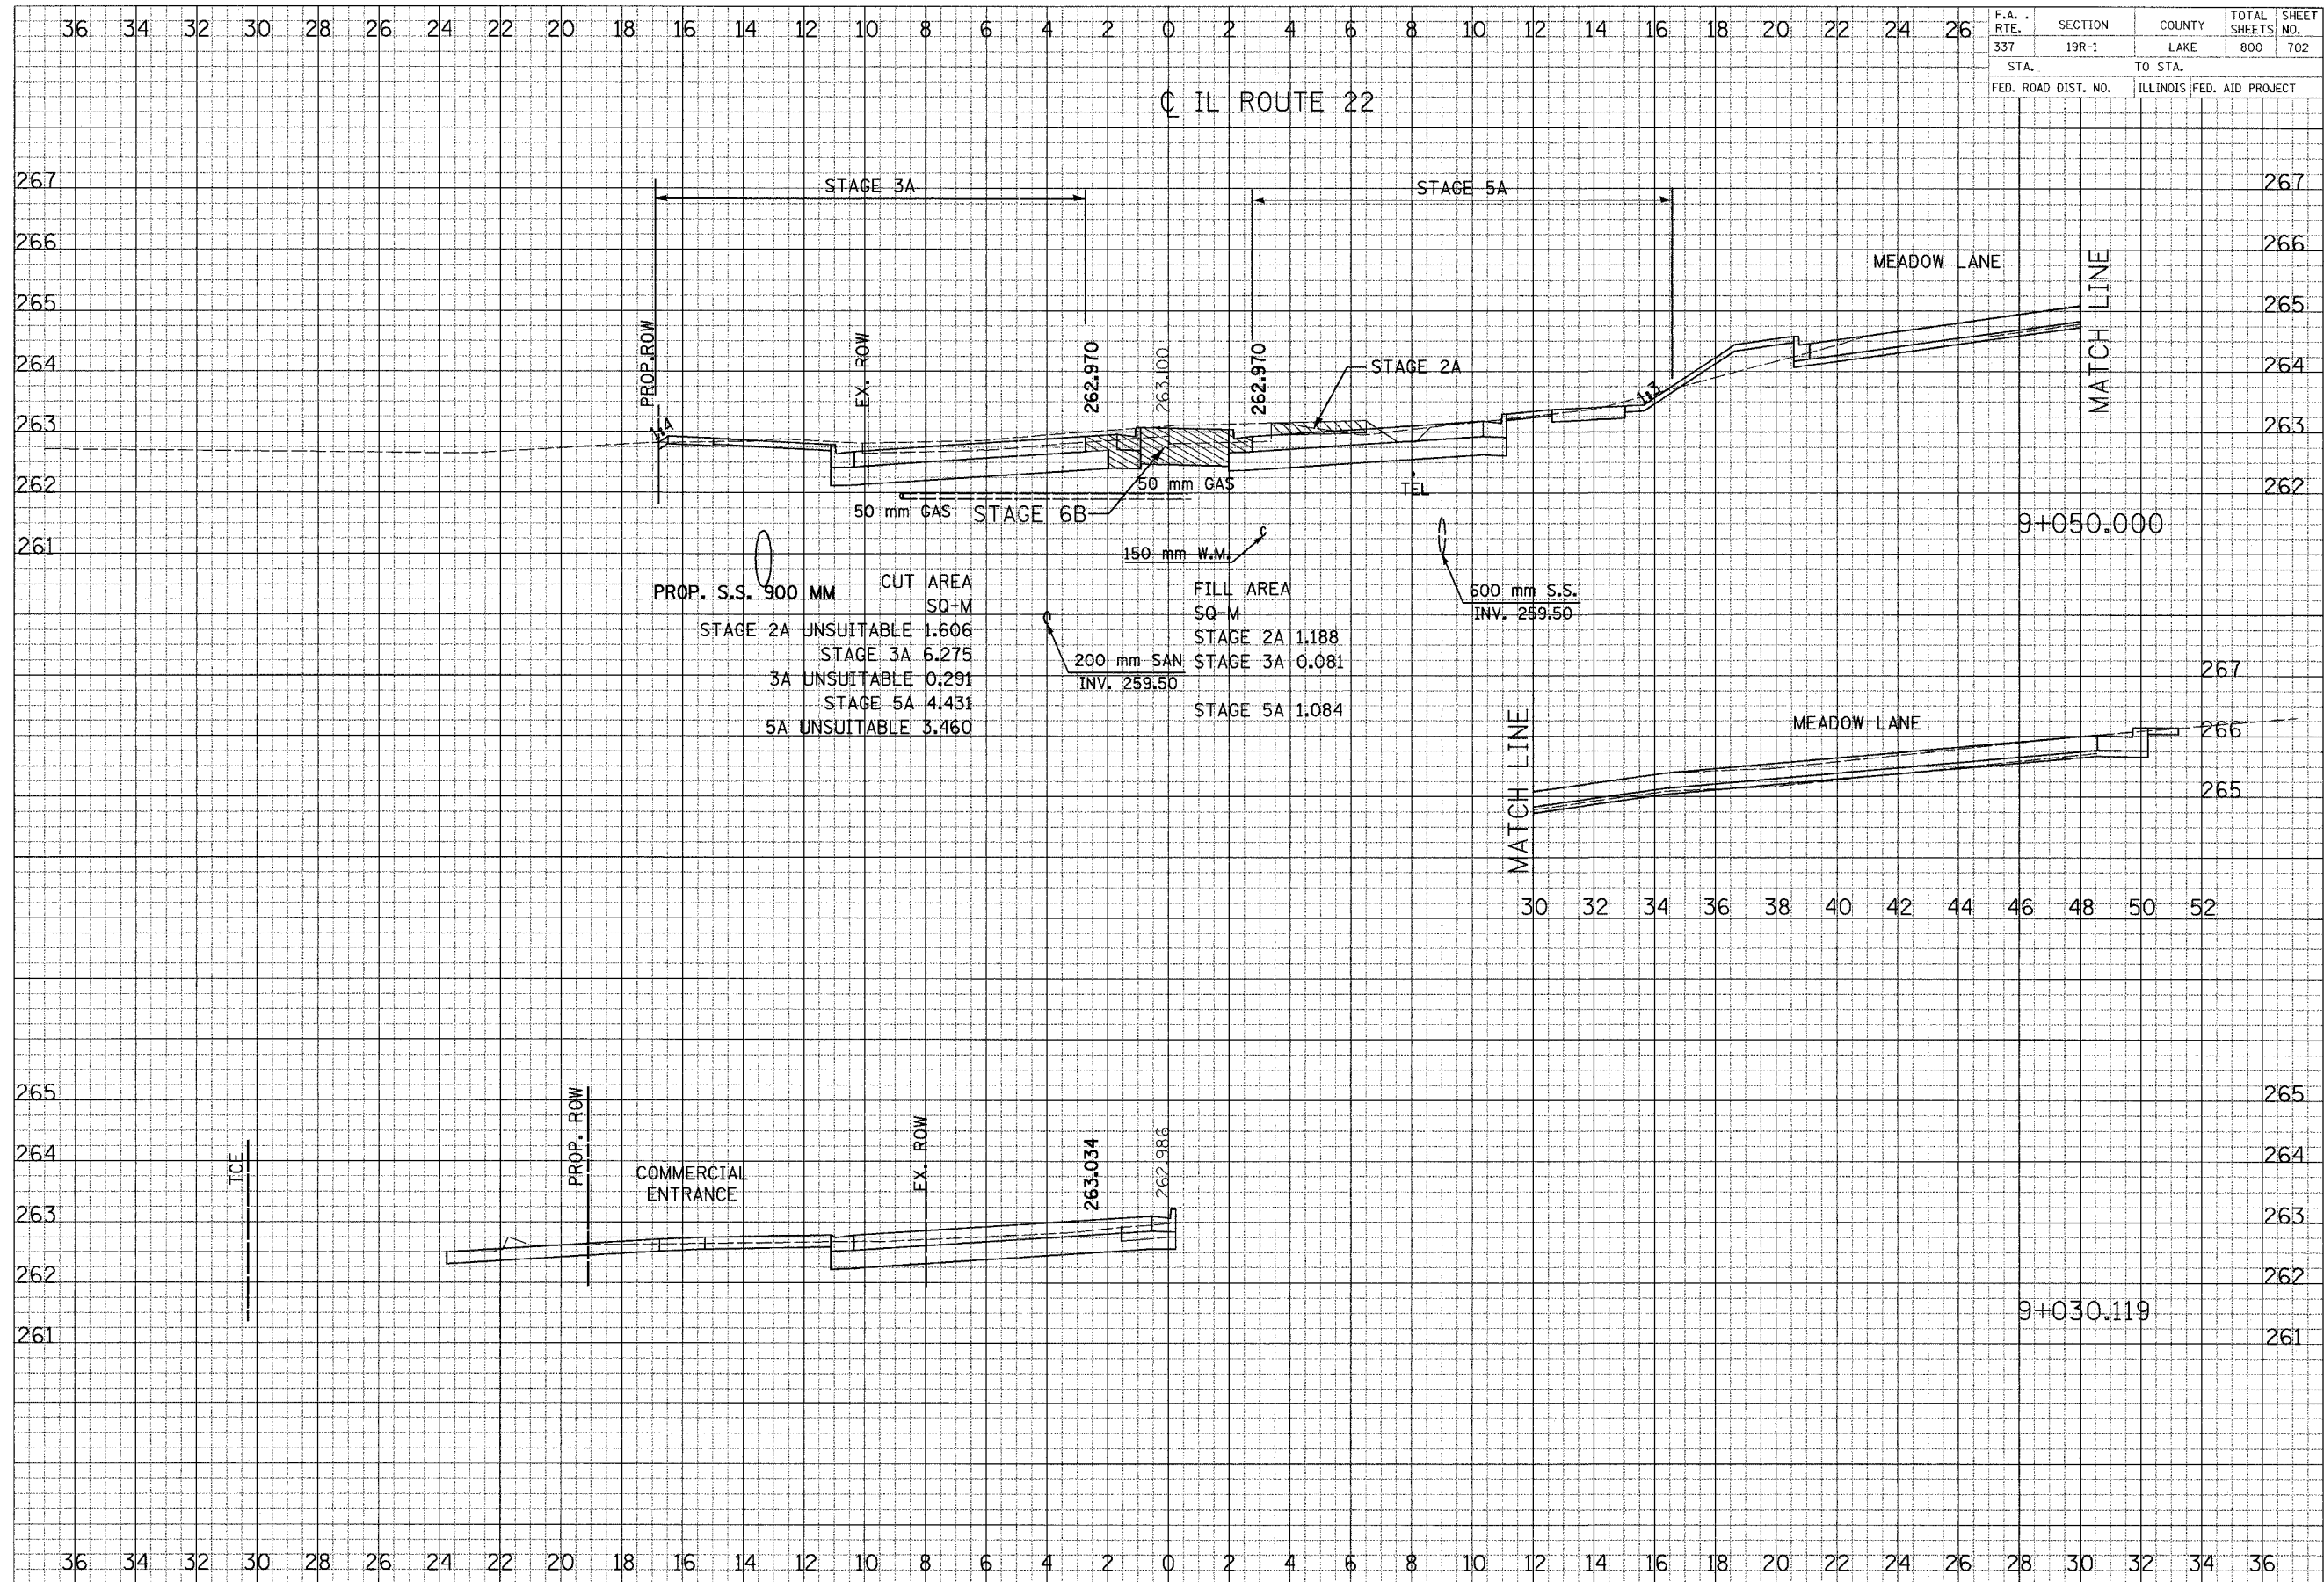 36 34 32 30 28 26 24 22 20 18 16 14 12 10 8 6 4 2 0 2 4 6 8 10 12 14 16 18 20 22 24 26
F.A. RTE. SECTION COUNTY TOTAL SHEETS SHEET NO.
337 19R-1 LAKE 800 702
STA. TO STA.
FED. ROAD DIST. NO. ILLINOIS FED. AID PROJECT
℄ IL ROUTE 22
267 STAGE 3A STAGE 5A 267
266 266
MEADOW LANE
MATCH LINE
265 265
PROP.ROW
EX. ROW
262.970
263.100
262.970
264 STAGE 2A 264
1:4
1:3
263 263
262 50 mm GAS TEL 262
50 mm GAS STAGE 6B
9+050.000
261
150 mm W.M.
PROP. S.S. 900 MM
CUT AREA
SQ-M
STAGE 2A UNSUITABLE 1.606
STAGE 3A 6.275
3A UNSUITABLE 0.291
STAGE 5A 4.431
5A UNSUITABLE 3.460
200 mm SAN
INV. 259.50
FILL AREA
SQ-M
STAGE 2A 1.188
STAGE 3A 0.081
STAGE 5A 1.084
600 mm S.S.
INV. 259.50
267
MATCH LINE
MEADOW LANE
266
265
30 32 34 36 38 40 42 44 46 48 50 52
265 265
264 264
TCE
PROP. ROW
COMMERCIAL
ENTRANCE
EX. ROW
263.034
262.986
263 263
262 262
9+030.119
261 261
36 34 32 30 28 26 24 22 20 18 16 14 12 10 8 6 4 2 0 2 4 6 8 10 12 14 16 18 20 22 24 26 28 30 32 34 36